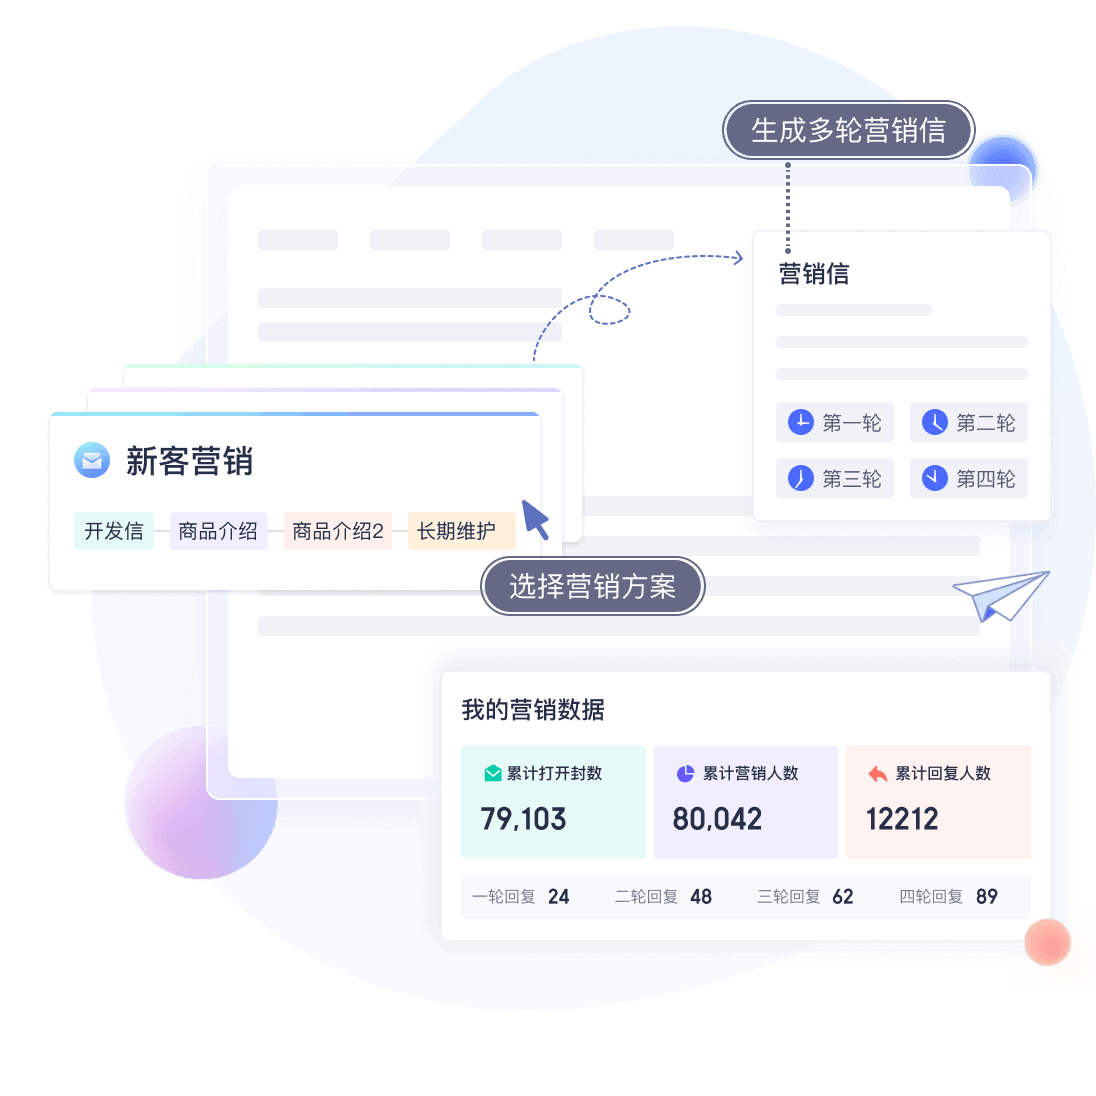 生成多轮营销信
营销信
第一轮 第二轮
第三轮 第四轮
新客营销
开发信 商品介绍 商品介绍2 长期维护
选择营销方案
我的营销数据
累计打开封数 累计营销人数 累计回复人数
79,103 80,042 12212
一轮回复 24 二轮回复 48 三轮回复 62 四轮回复 89